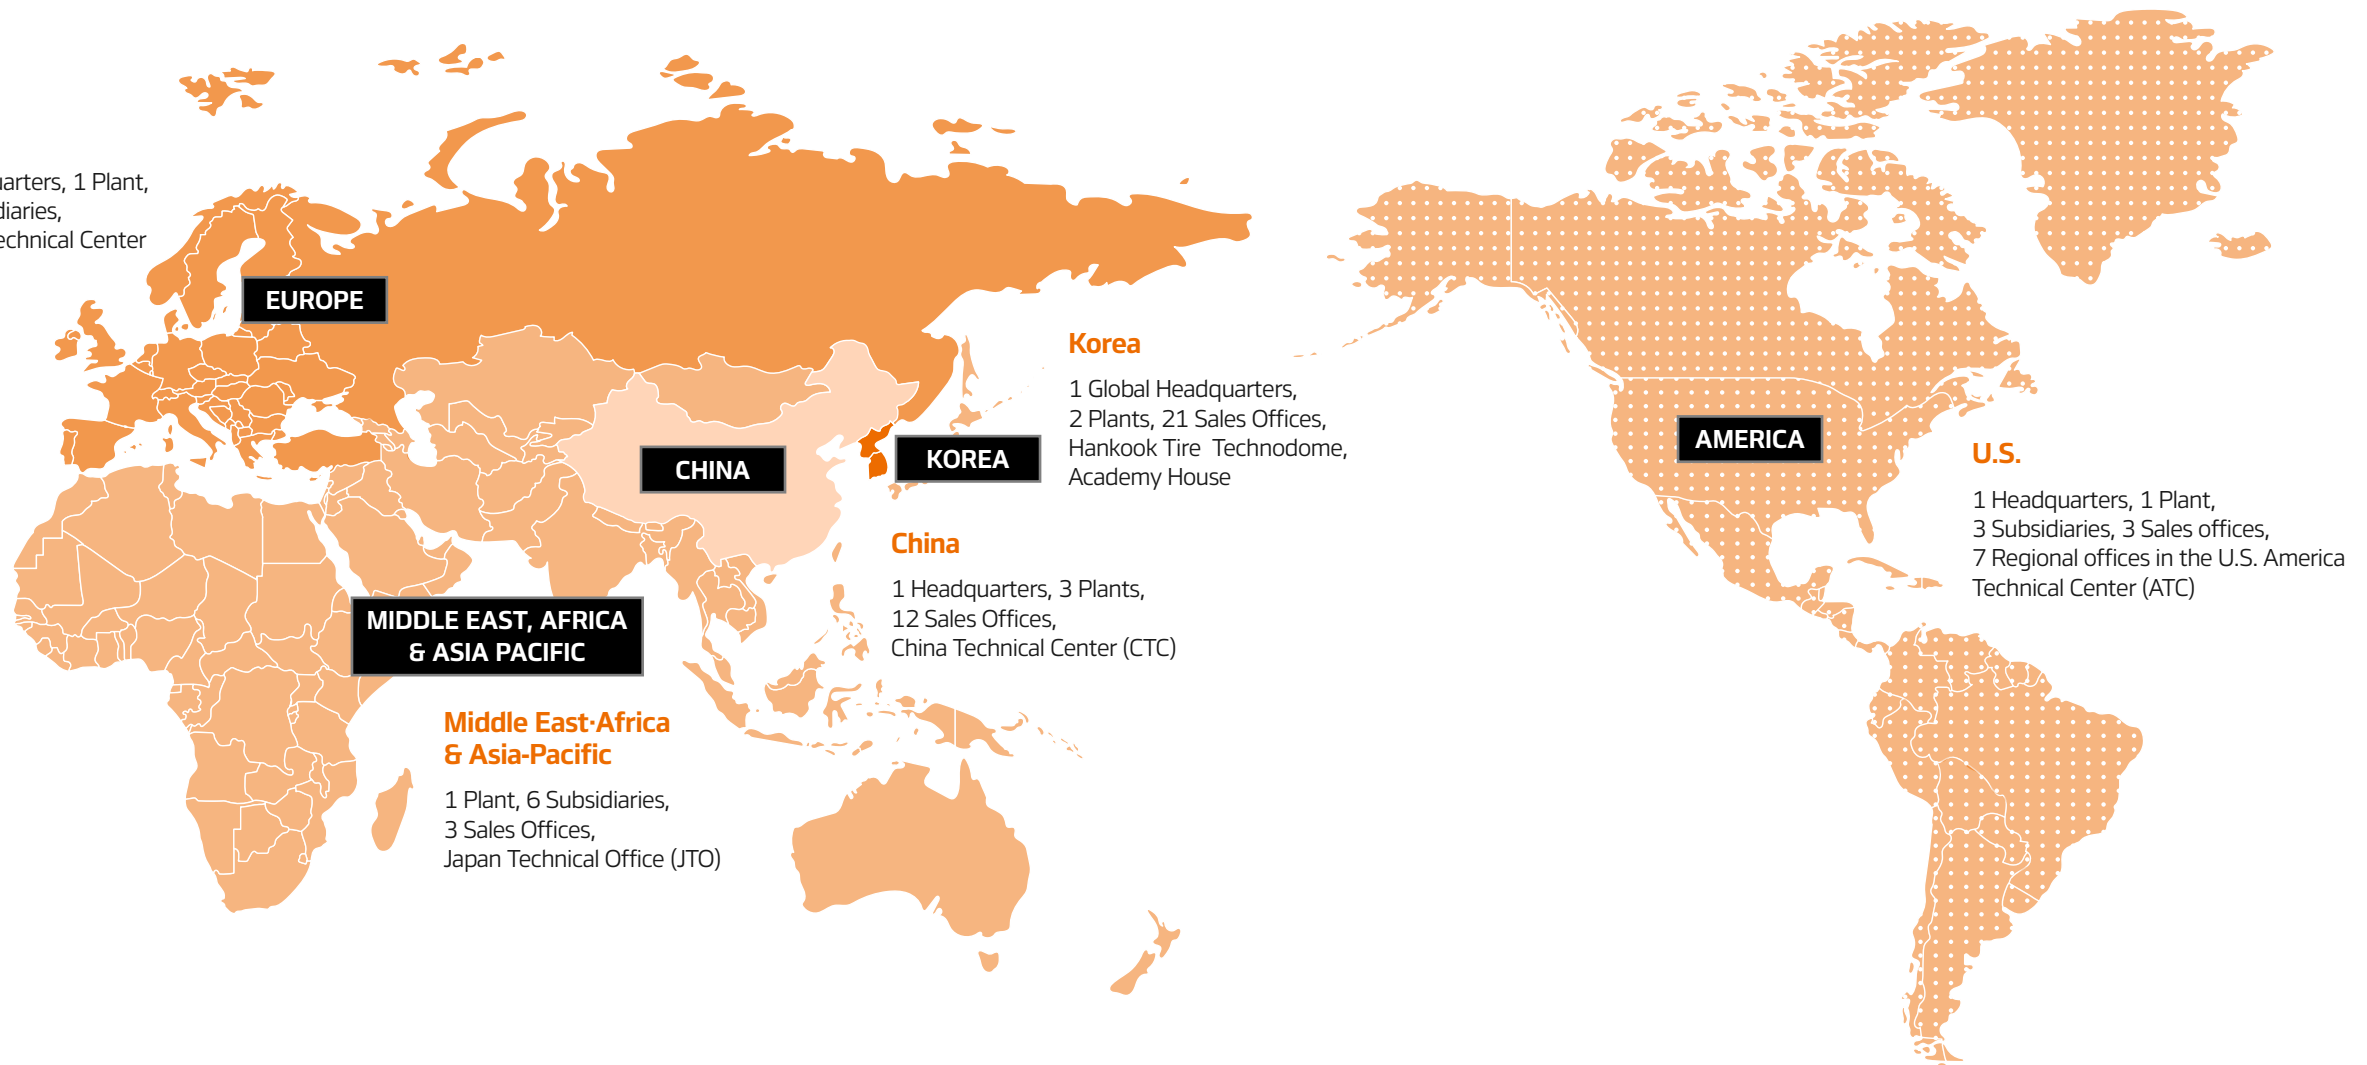 1 Plant,
Technical Center
EUROPE
Korea
1 Global Headquarters,
2 Plants, 21 Sales Offices,
Hankook Tire Technodome,
Academy House
KOREA
CHINA
China
1 Headquarters, 3 Plants,
12 Sales Offices,
China Technical Center (CTC)
MIDDLE EAST, AFRICA
& ASIA PACIFIC
Middle East·Africa
& Asia-Pacific
1 Plant, 6 Subsidiaries,
3 Sales Offices,
Japan Technical Office (JTO)
AMERICA
U.S.
1 Headquarters, 1 Plant,
3 Subsidiaries, 3 Sales offices,
7 Regional offices in the U.S. America
Technical Center (ATC)